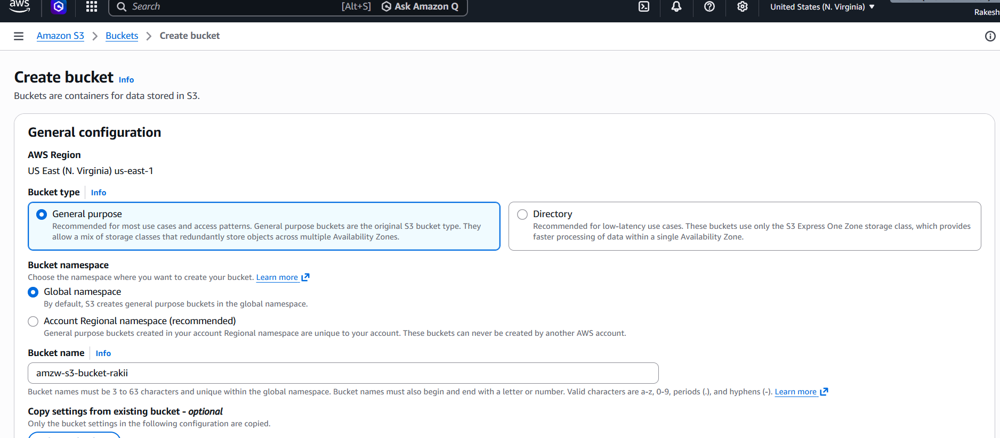 aws
Search [Alt+S] Ask Amazon Q
United States (N. Virginia) ▼
Rakesh
Amazon S3 > Buckets > Create bucket
Create bucket Info
Buckets are containers for data stored in S3.
General configuration
AWS Region
US East (N. Virginia) us-east-1
Bucket type Info
General purpose
Recommended for most use cases and access patterns. General purpose buckets are the original S3 bucket type. They
allow a mix of storage classes that redundantly store objects across multiple Availability Zones.
Directory
Recommended for low-latency use cases. These buckets use only the S3 Express One Zone storage class, which provides
faster processing of data within a single Availability Zone.
Bucket namespace
Choose the namespace where you want to create your bucket. Learn more
Global namespace
By default, S3 creates general purpose buckets in the global namespace.
Account Regional namespace (recommended)
General purpose buckets created in your account Regional namespace are unique to your account. These buckets can never be created by another AWS account.
Bucket name Info
amzw-s3-bucket-rakii
Bucket names must be 3 to 63 characters and unique within the global namespace. Bucket names must also begin and end with a letter or number. Valid characters are a-z, 0-9, periods (.), and hyphens (-). Learn more
Copy settings from existing bucket - optional
Only the bucket settings in the following configuration are copied.